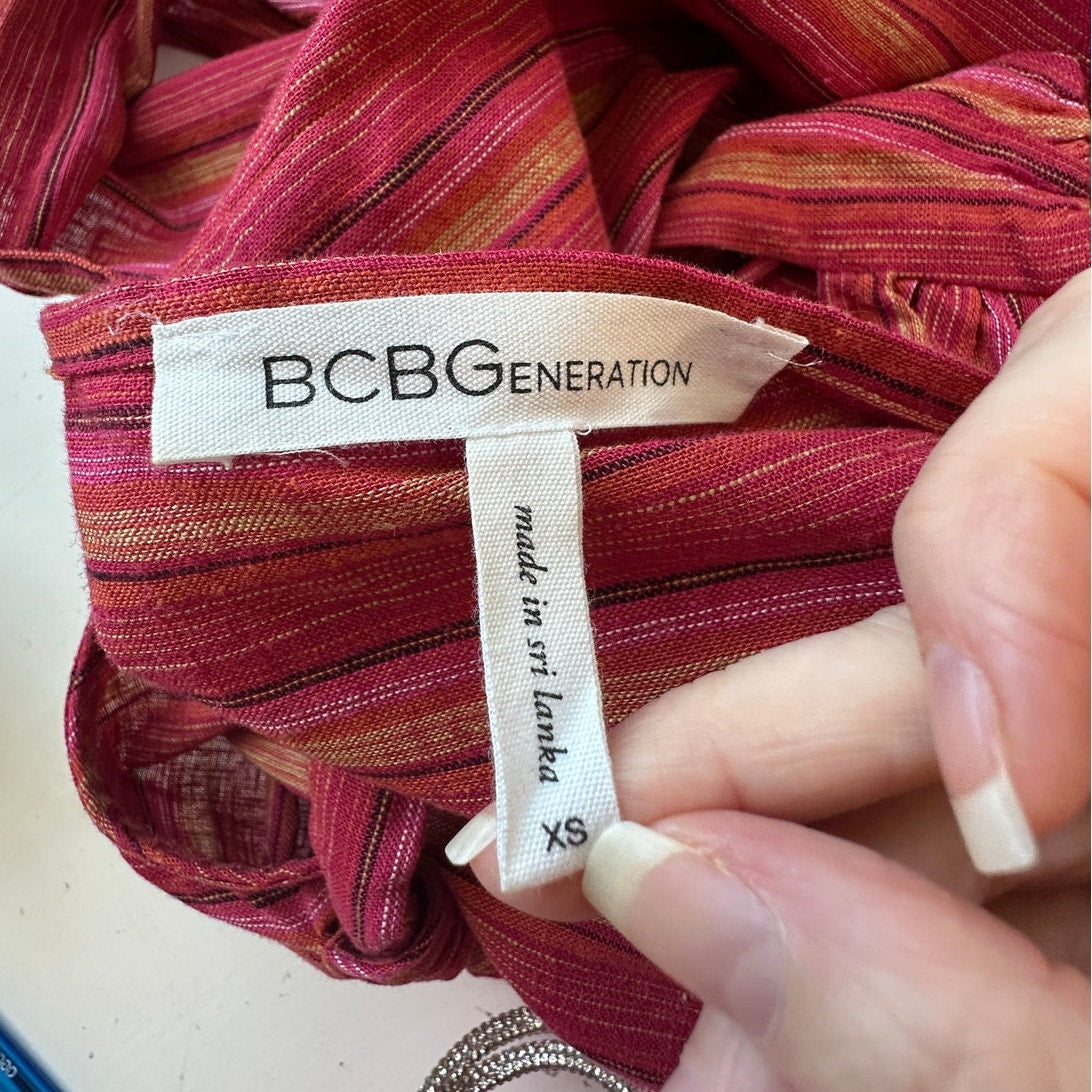 BCBGENERATION
made in sri lanka
XS